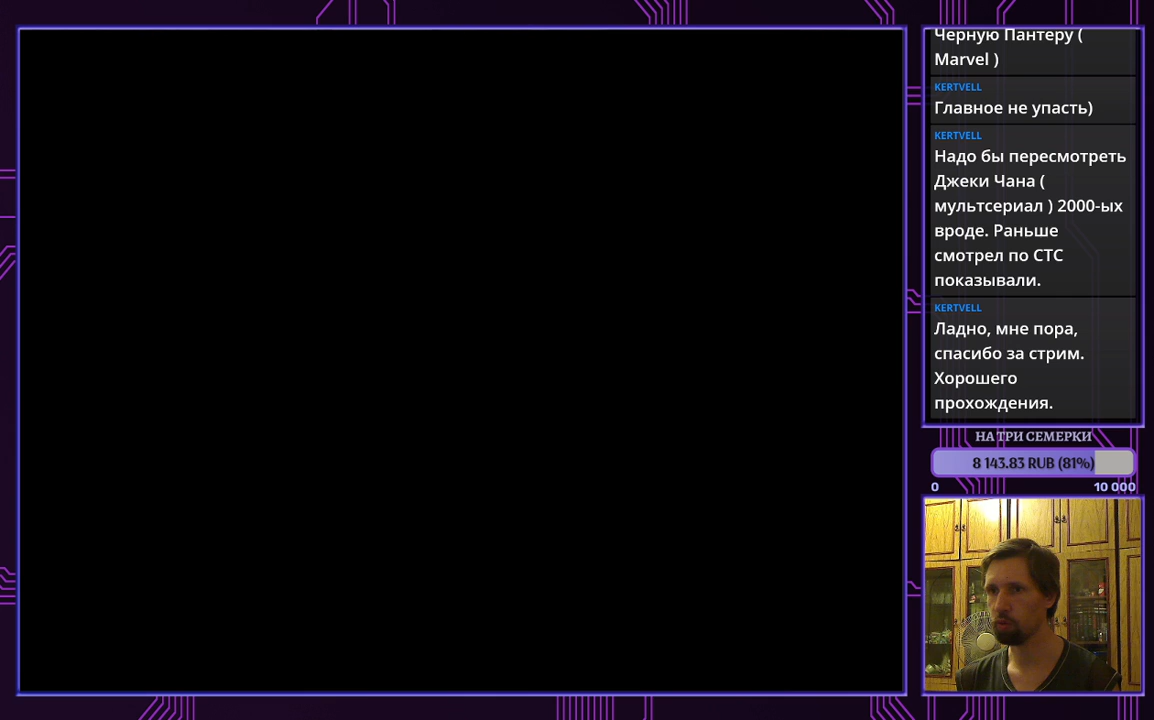 Черную Пантеру (
Marvel )
KERTVELL
Главное не упасть)
KERTVELL
Надо бы пересмотреть
Джеки Чана (
мультсериал ) 2000-ых
вроде. Раньше
смотрел по СТС
показывали.
KERTVELL
Ладно, мне пора,
спасибо за стрим.
Хорошего
прохождения.
НА ТРИ СЕМЕРКИ
8 143.83 RUB (81%)
0 10 000